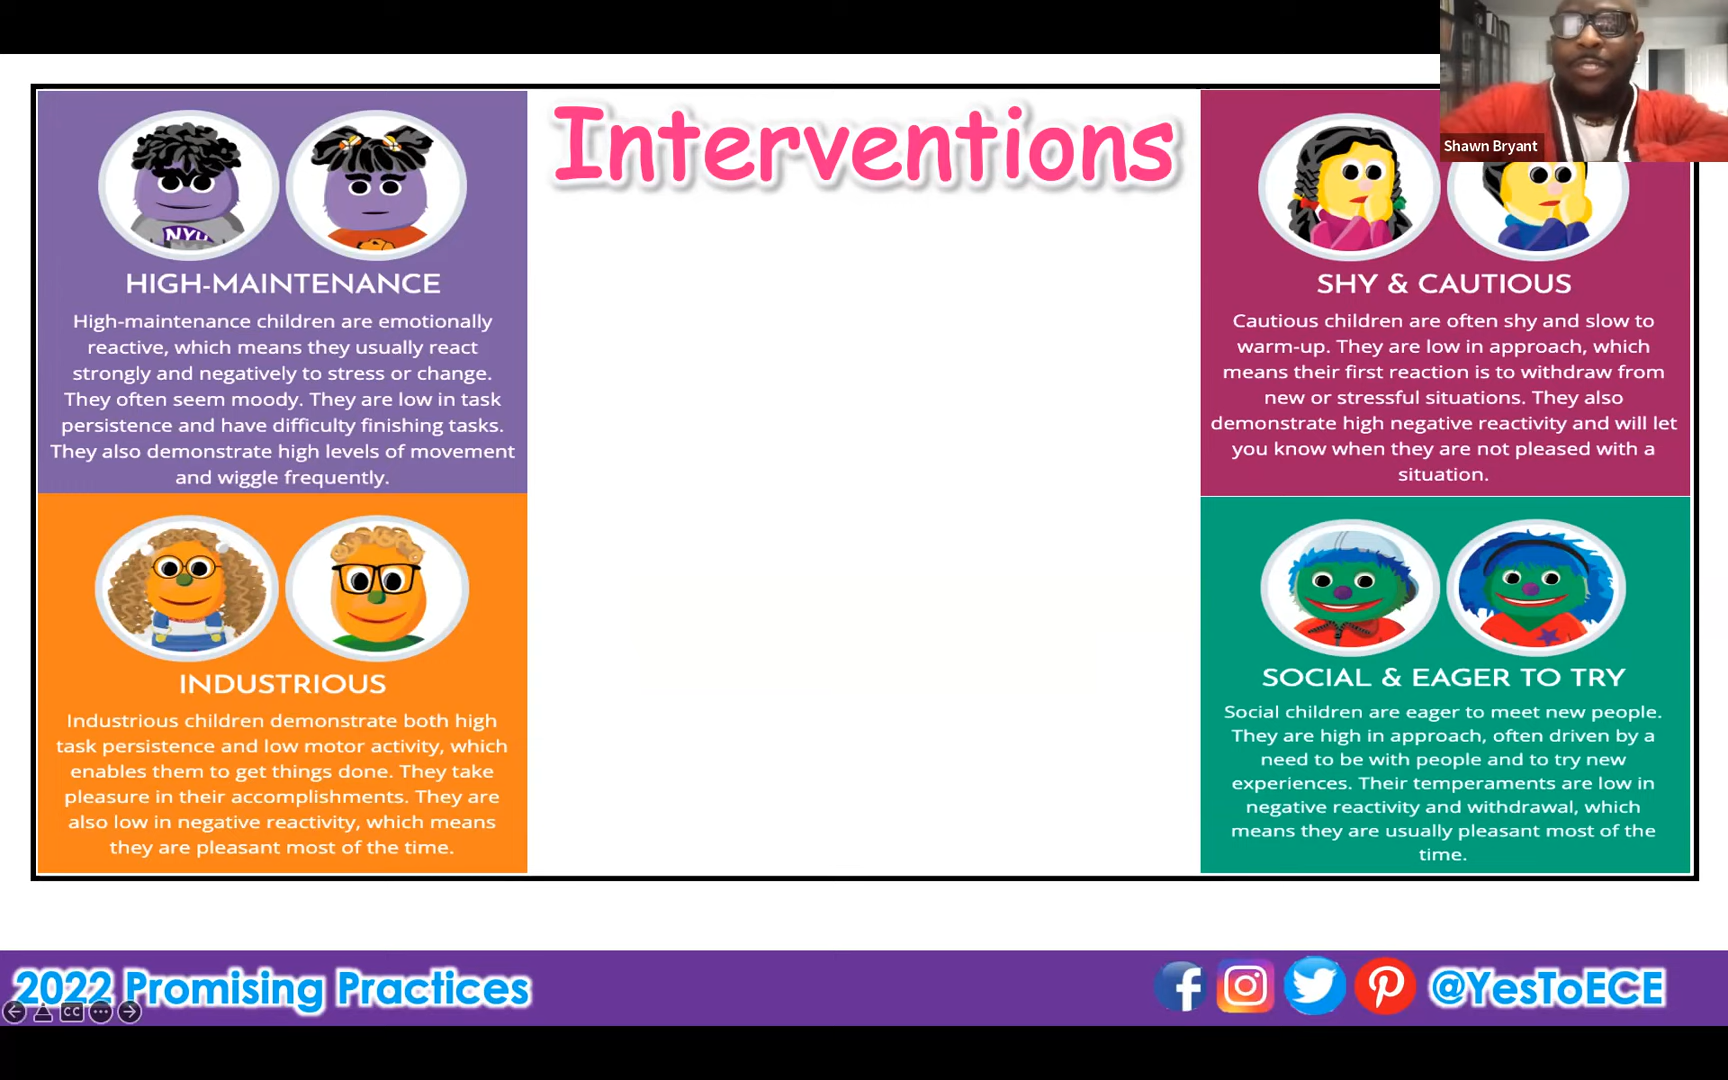 Interventions
Shawn Bryant
NYU
HIGH-MAINTENANCE
High-maintenance children are emotionally
reactive, which means they usually react
strongly and negatively to stress or change.
They often seem moody. They are low in task
persistence and have difficulty finishing tasks.
They also demonstrate high levels of movement
and wiggle frequently.
INDUSTRIOUS
Industrious children demonstrate both high
task persistence and low motor activity, which
enables them to get things done. They take
pleasure in their accomplishments. They are
also low in negative reactivity, which means
they are pleasant most of the time.
SHY & CAUTIOUS
Cautious children are often shy and slow to
warm-up. They are low in approach, which
means their first reaction is to withdraw from
new or stressful situations. They also
demonstrate high negative reactivity and will let
you know when they are not pleased with a
situation.
SOCIAL & EAGER TO TRY
Social children are eager to meet new people.
They are high in approach, often driven by a
need to be with people and to try new
experiences. Their temperaments are low in
negative reactivity and withdrawal, which
means they are usually pleasant most of the
time.
2022 Promising Practices
@YesToECE
CC